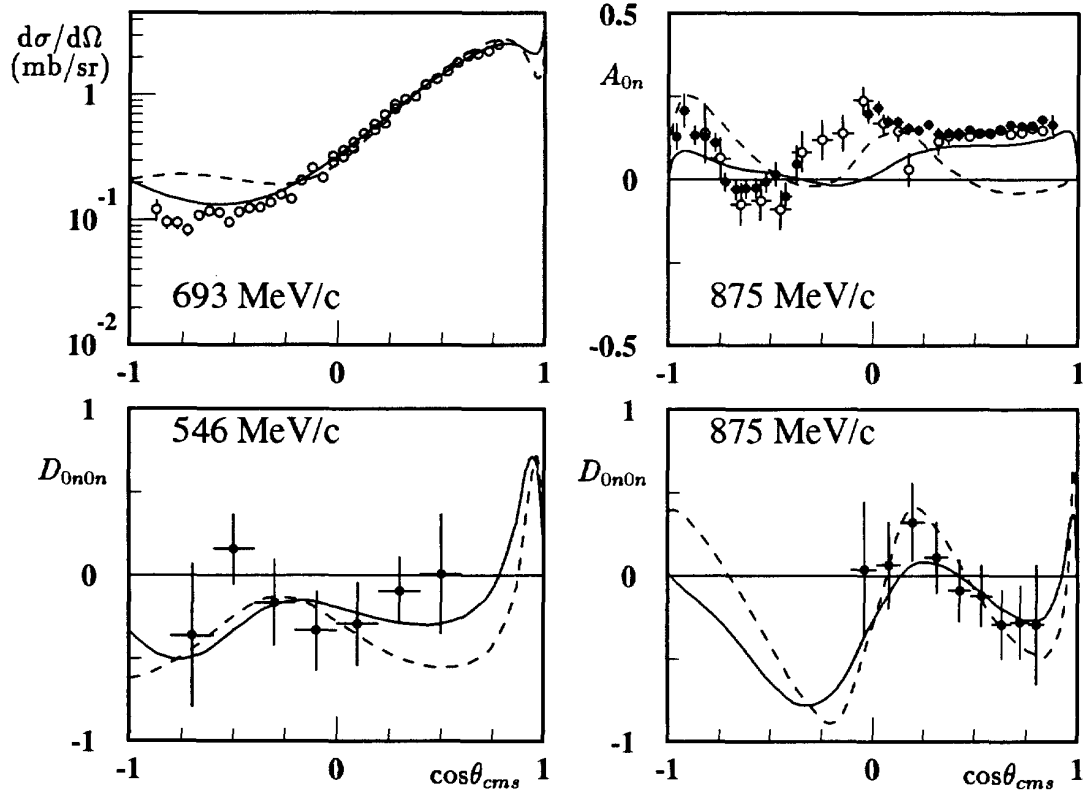 dσ/dΩ
(mb/sr)
1
10⁻¹
10⁻²
693 MeV/c
-1 0 1
A₀ₙ
0.5
0
-0.5
875 MeV/c
-1 0 1
D₀ₙ₀ₙ
1
0
-1
546 MeV/c
-1 0 cosθcms 1
D₀ₙ₀ₙ
1
0
-1
875 MeV/c
-1 0 cosθcms 1